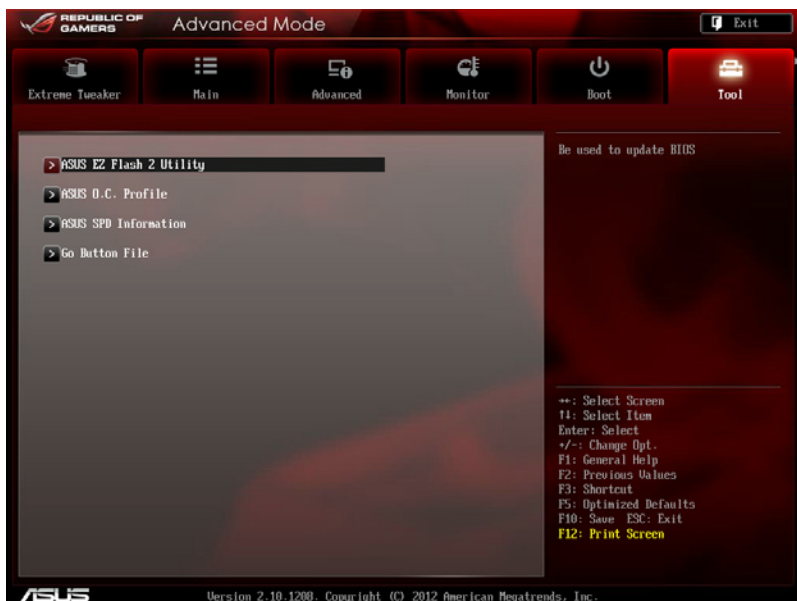 REPUBLIC OF
GAMERS
Advanced Mode
Exit
Extreme Tweaker
Main
Advanced
Monitor
Boot
Tool
Be used to update BIOS
> ASUS EZ Flash 2 Utility
> ASUS O.C. Profile
> ASUS SPD Information
> Go Button File
→←: Select Screen
↑↓: Select Item
Enter: Select
+/-: Change Opt.
F1: General Help
F2: Previous Values
F3: Shortcut
F5: Optimized Defaults
F10: Save ESC: Exit
F12: Print Screen
ASUS
Version 2.10.1208. Copyright (C) 2012 American Megatrends, Inc.